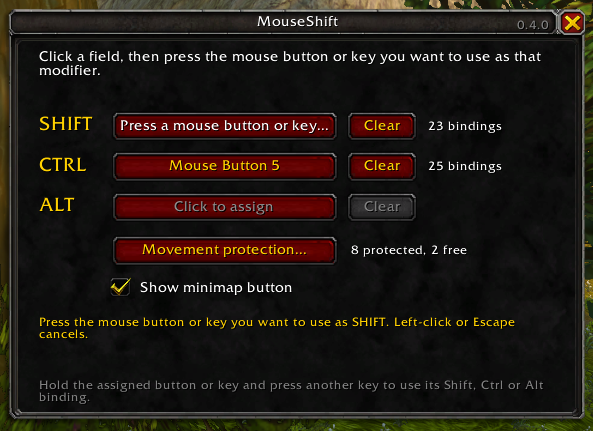 MouseShift
0.4.0
Click a field, then press the mouse button or key you want to use as that
modifier.
SHIFT Press a mouse button or key... Clear 23 bindings
CTRL Mouse Button 5 Clear 25 bindings
ALT Click to assign Clear
Movement protection... 8 protected, 2 free
Show minimap button
Press the mouse button or key you want to use as SHIFT. Left-click or Escape
cancels.
Hold the assigned button or key and press another key to use its Shift, Ctrl or Alt
binding.